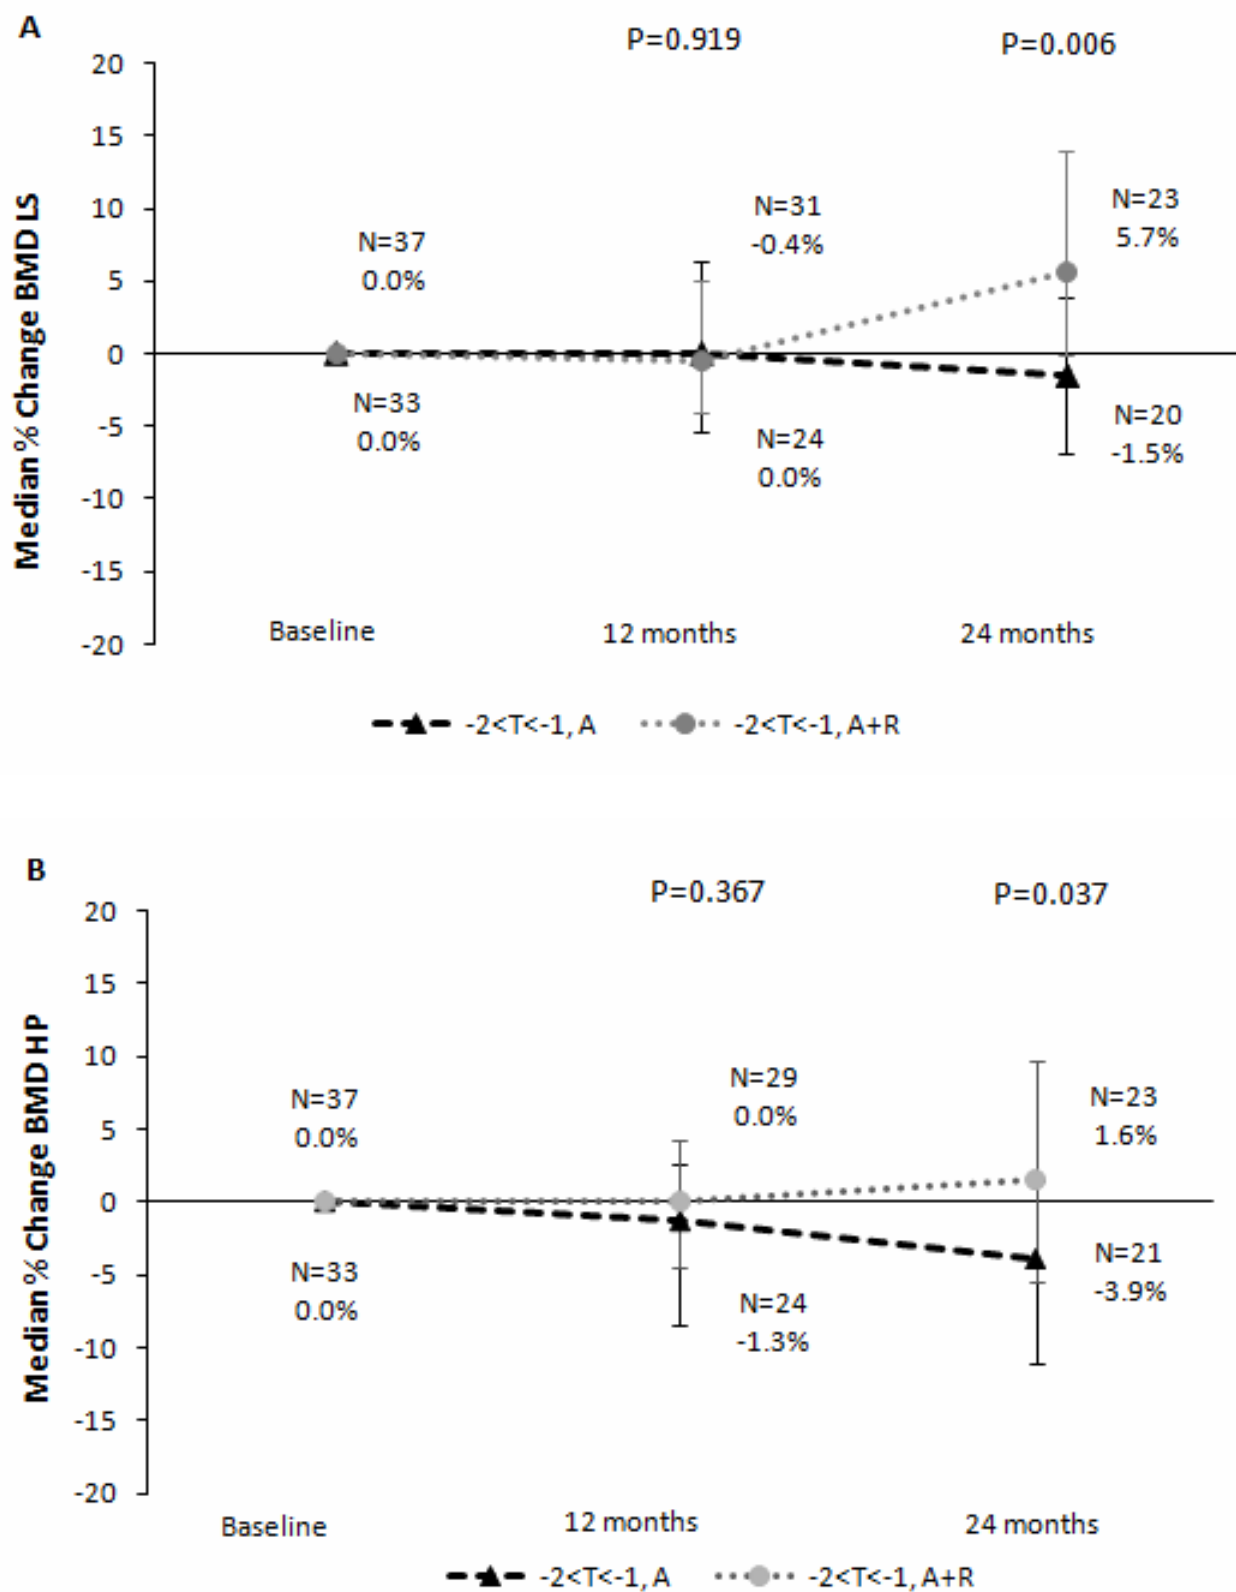 A
P=0.919
P=0.006
Median % Change BMD LS
20
15
10
5
0
-5
-10
-15
-20
N=37
0.0%
N=33
0.0%
N=31
-0.4%
N=24
0.0%
N=23
5.7%
N=20
-1.5%
Baseline
12 months
24 months
-2<T<-1, A
-2<T<-1, A+R
B
P=0.367
P=0.037
Median % Change BMD HP
20
15
10
5
0
-5
-10
-15
-20
N=37
0.0%
N=33
0.0%
N=29
0.0%
N=24
-1.3%
N=23
1.6%
N=21
-3.9%
Baseline
12 months
24 months
-2<T<-1, A
-2<T<-1, A+R